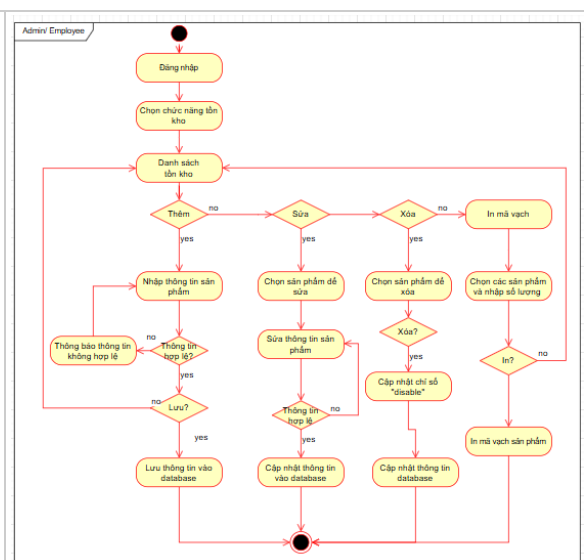 Admin/ Employee
Đăng nhập
Chọn chức năng tồn
kho
Danh sách
tồn kho
Thêm
no
Sửa
Xóa
no
In mã vạch
yes
yes
yes
Nhập thông tin sản
phẩm
Chọn sản phẩm để
sửa
Chọn sản phẩm để
xóa
Chọn các sản phẩm
và nhập số lượng
Thông báo thông tin
không hợp lệ
no
Thông tin
hợp lệ?
Sửa thông tin sản
phẩm
Xóa?
In?
no
yes
yes
Cập nhật chỉ số
"disable"
no
Lưu?
Thông tin
hợp lệ
no
yes
yes
In mã vạch sản phẩm
Lưu thông tin vào
database
Cập nhật thông tin
vào database
Cập nhật thông tin
database